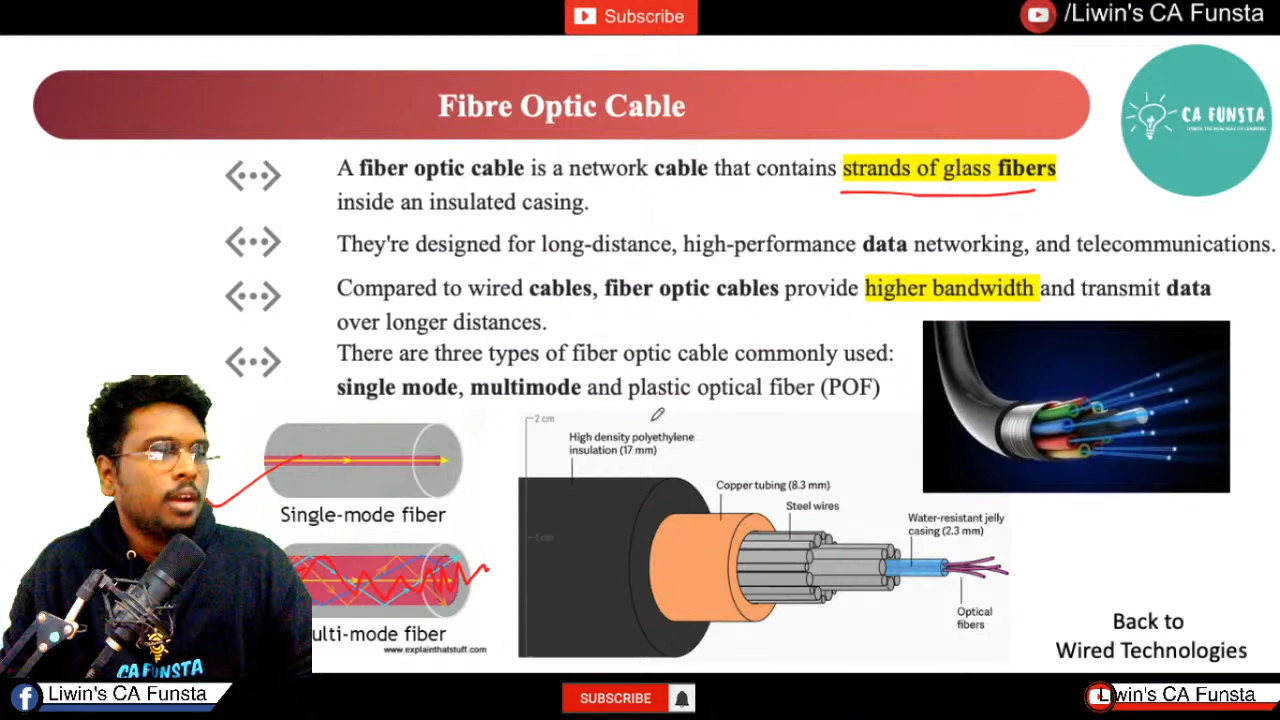 Subscribe
/Liwin's CA Funsta
Fibre Optic Cable
CA FUNSTA
A fiber optic cable is a network cable that contains strands of glass fibers
inside an insulated casing.
They're designed for long-distance, high-performance data networking, and telecommunications.
Compared to wired cables, fiber optic cables provide higher bandwidth and transmit data
over longer distances.
There are three types of fiber optic cable commonly used:
single mode, multimode and plastic optical fiber (POF)
2 cm
High density polyethylene
insulation (17 mm)
Copper tubing (8.3 mm)
Steel wires
Water-resistant jelly
casing (2.3 mm)
1 cm
Optical
fibers
Single-mode fiber
ulti-mode fiber
www.explainthatstuff.com
Back to
Wired Technologies
CA FUNSTA
Liwin's CA Funsta
SUBSCRIBE
Liwin's CA Funsta